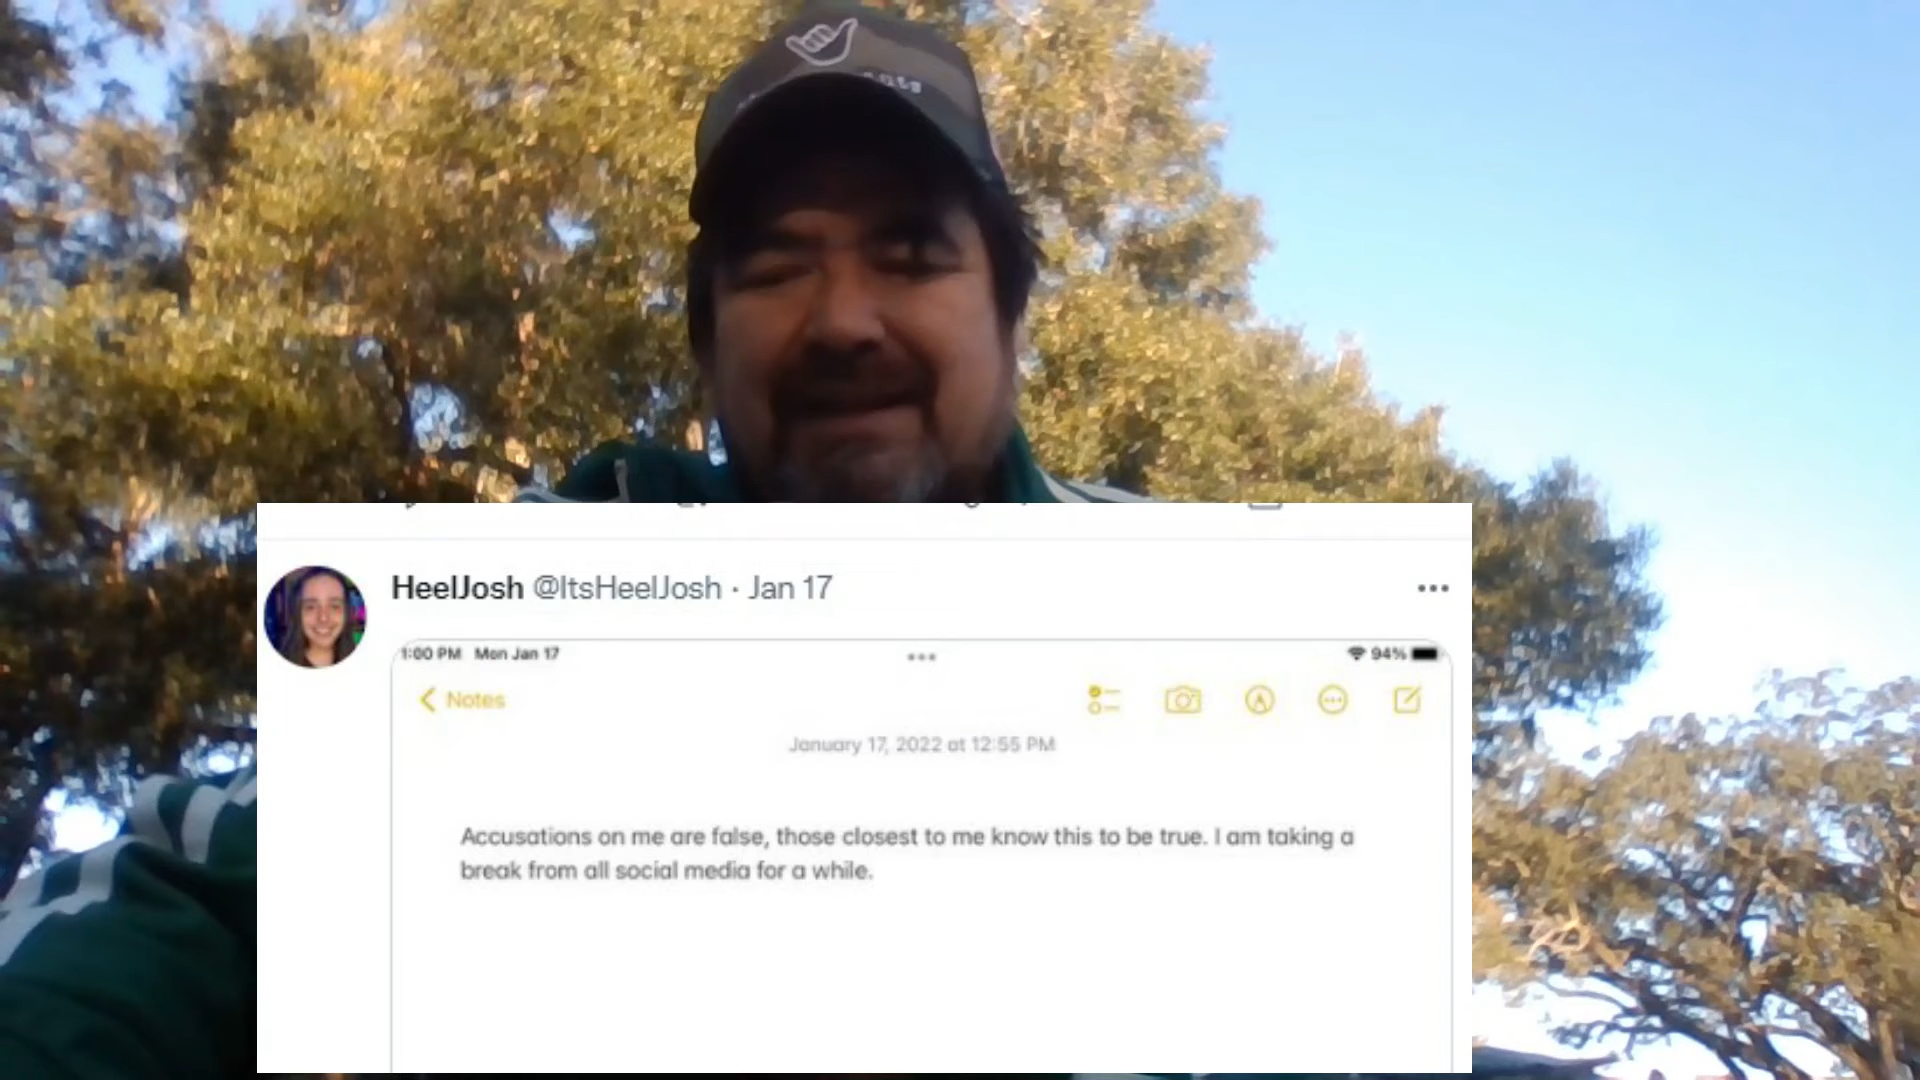 HeelJosh @ItsHeelJosh · Jan 17
1:00 PM Mon Jan 17
94%
Notes
January 17, 2022 at 12:55 PM
Accusations on me are false, those closest to me know this to be true. I am taking a
break from all social media for a while.